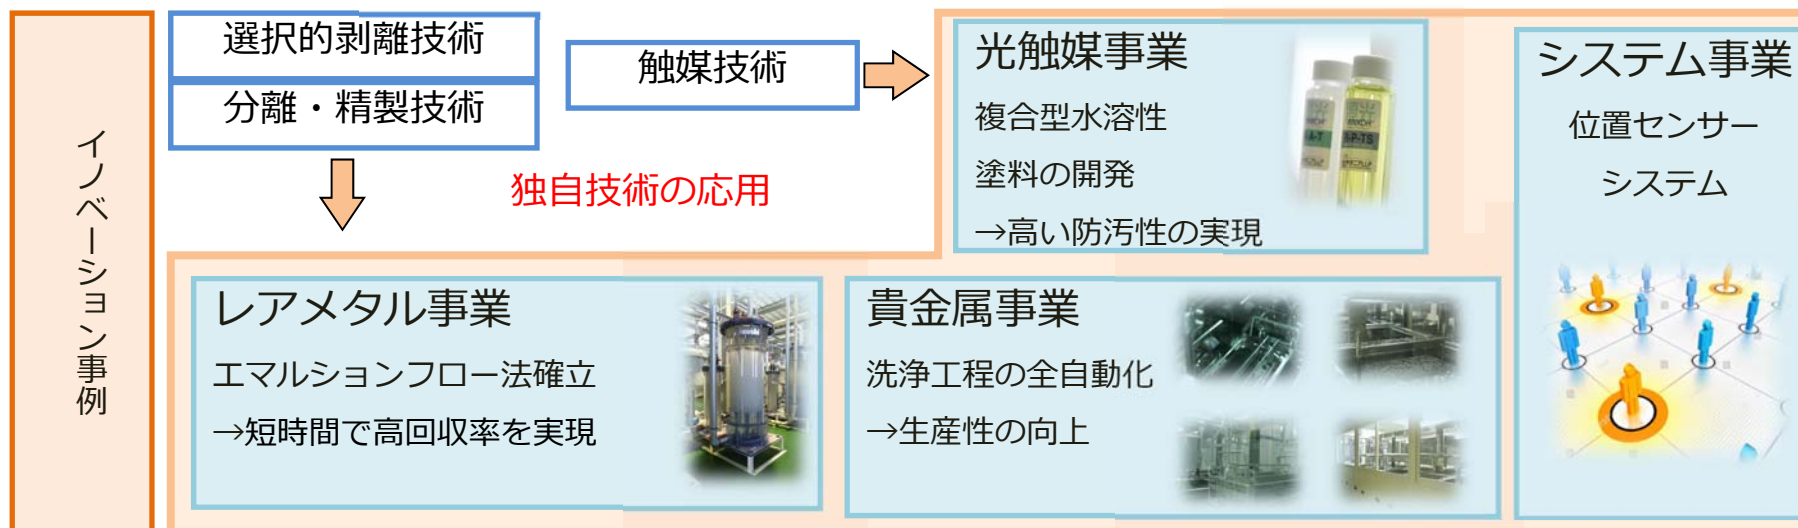 イノベーション事例
選択的剥離技術
分離・精製技術
触媒技術
独自技術の応用
光触媒事業
複合型水溶性
塗料の開発
→高い防汚性の実現
システム事業
位置センサー
システム
レアメタル事業
エマルションフロー法確立
→短時間で高回収率を実現
貴金属事業
洗浄工程の全自動化
→生産性の向上